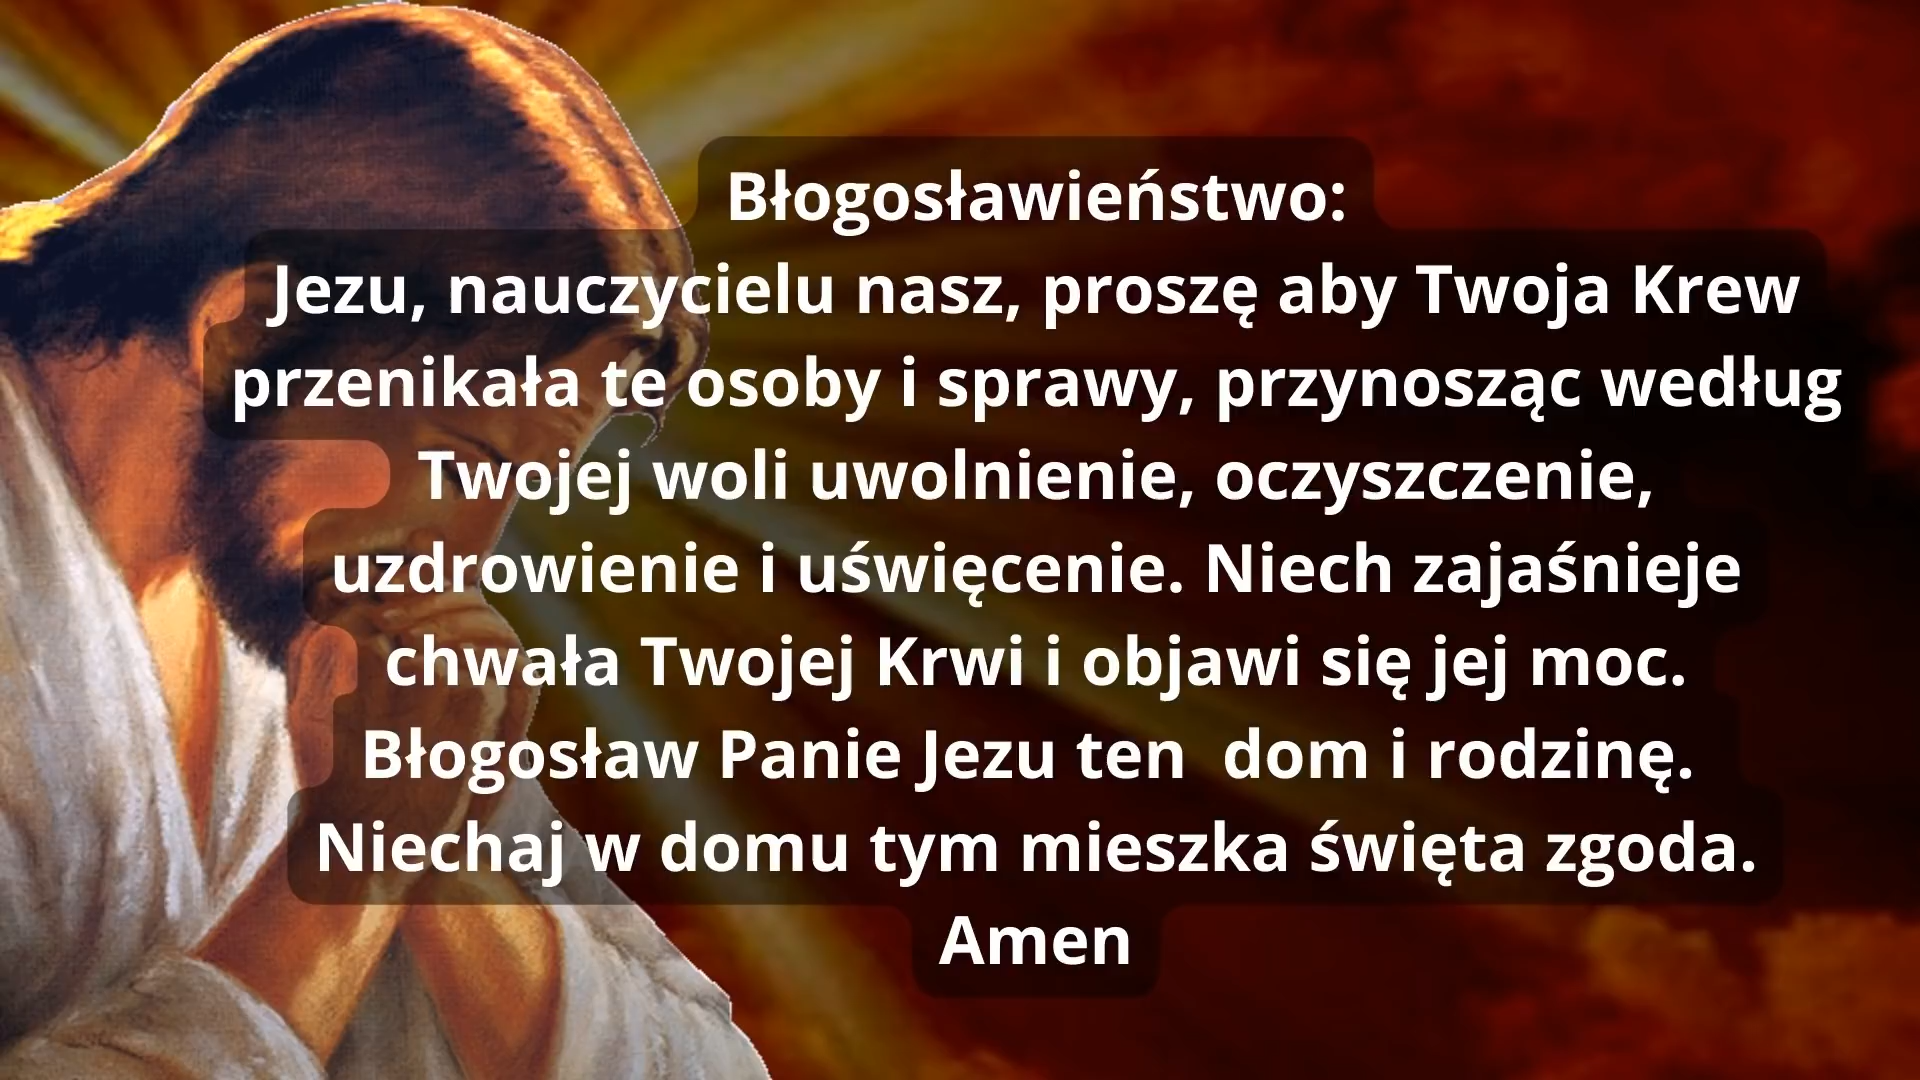 Błogosławieństwo:
Jezu, nauczycielu nasz, proszę aby Twoja Krew
przenikała te osoby i sprawy, przynosząc według
Twojej woli uwolnienie, oczyszczenie,
uzdrowienie i uświęcenie. Niech zajaśnieje
chwała Twojej Krwi i objawi się jej moc.
Błogosław Panie Jezu ten  dom i rodzinę.
Niechaj w domu tym mieszka święta zgoda.
Amen